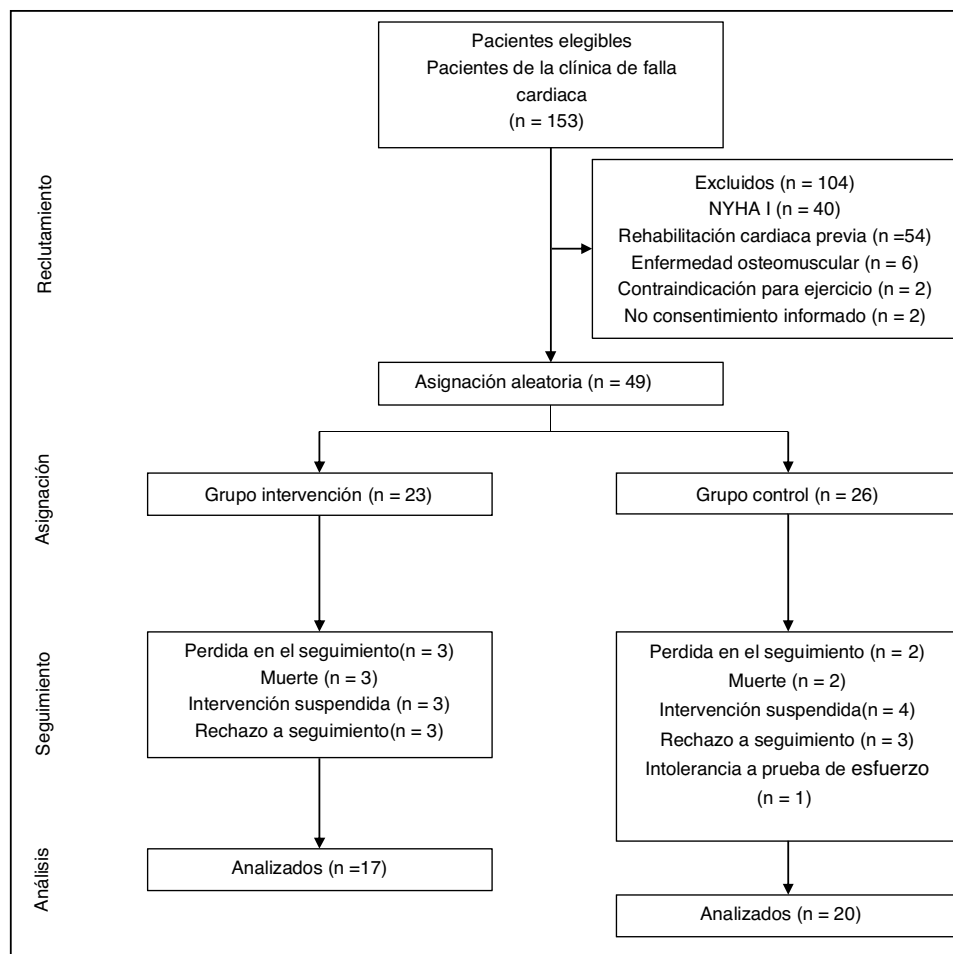 Pacientes elegibles
Pacientes de la clínica de falla
cardiaca
(n = 153)
Reclutamiento
Excluidos (n = 104)
NYHA I (n = 40)
Rehabilitación cardiaca previa (n =54)
Enfermedad osteomuscular (n = 6)
Contraindicación para ejercicio (n = 2)
No consentimiento informado (n = 2)
Asignación aleatoria (n = 49)
Asignación
Grupo intervención (n = 23)
Grupo control (n = 26)
Seguimiento
Perdida en el seguimiento(n = 3)
Muerte (n = 3)
Intervención suspendida (n = 3)
Rechazo a seguimiento(n = 3)
Perdida en el seguimiento (n = 2)
Muerte (n = 2)
Intervención suspendida(n = 4)
Rechazo a seguimiento (n = 3)
Intolerancia a prueba de esfuerzo
(n = 1)
Análisis
Analizados (n =17)
Analizados (n = 20)